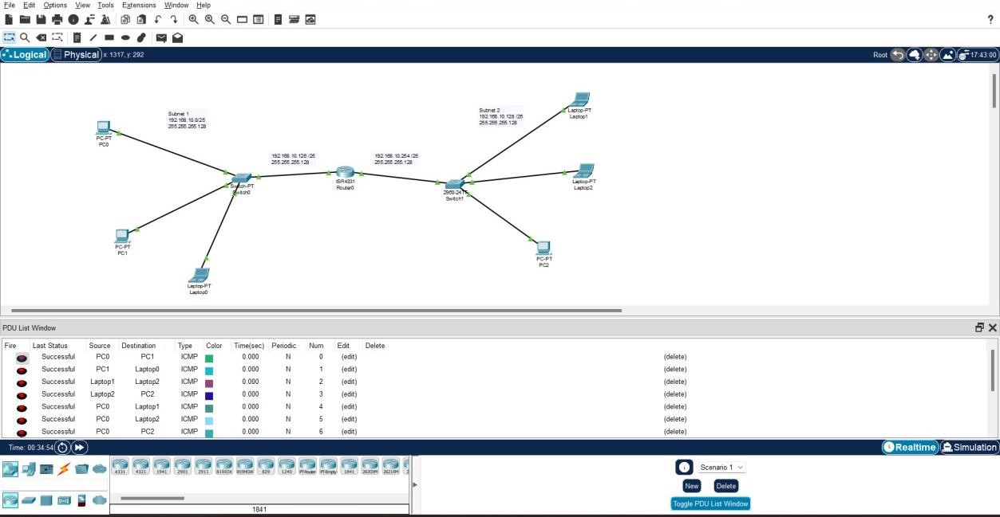 File Edit Options View Tools Extensions Window Help
?
Logical Physical x: 1317, y: 292 Root 17:43:00
Subnet 1
192.168.10.0/25
255.255.255.128
PC-PT
PC0
192.168.10.126 /25
255.255.255.128
Switch-PT
Switch0
ISR4331
Router0
192.168.10.254 /25
255.255.255.128
Subnet 2
192.168.10.128 /25
255.255.255.128
Laptop-PT
Laptop1
Laptop-PT
Laptop2
Switch1
PC-PT
PC1
Laptop-PT
Laptop0
PC-PT
PC2
PDU List Window
Fire Last Status Source Destination Type Color Time(sec) Periodic Num Edit Delete
Successful PC0 PC1 ICMP 0.000 N 0 (edit) (delete)
Successful PC1 Laptop0 ICMP 0.000 N 1 (edit) (delete)
Successful Laptop1 Laptop2 ICMP 0.000 N 2 (edit) (delete)
Successful Laptop2 PC2 ICMP 0.000 N 3 (edit) (delete)
Successful PC0 Laptop1 ICMP 0.000 N 4 (edit) (delete)
Successful PC0 Laptop2 ICMP 0.000 N 5 (edit) (delete)
Successful PC0 PC2 ICMP 0.000 N 6 (edit) (delete)
Time: 00:34:54 Realtime Simulation
4331 4321 1941 2901 2911 819IOX 819HGW 829 1240 PT-Router PT-Empty 1841 2620XM 2621XM
1841
Scenario 1
New Delete
Toggle PDU List Window